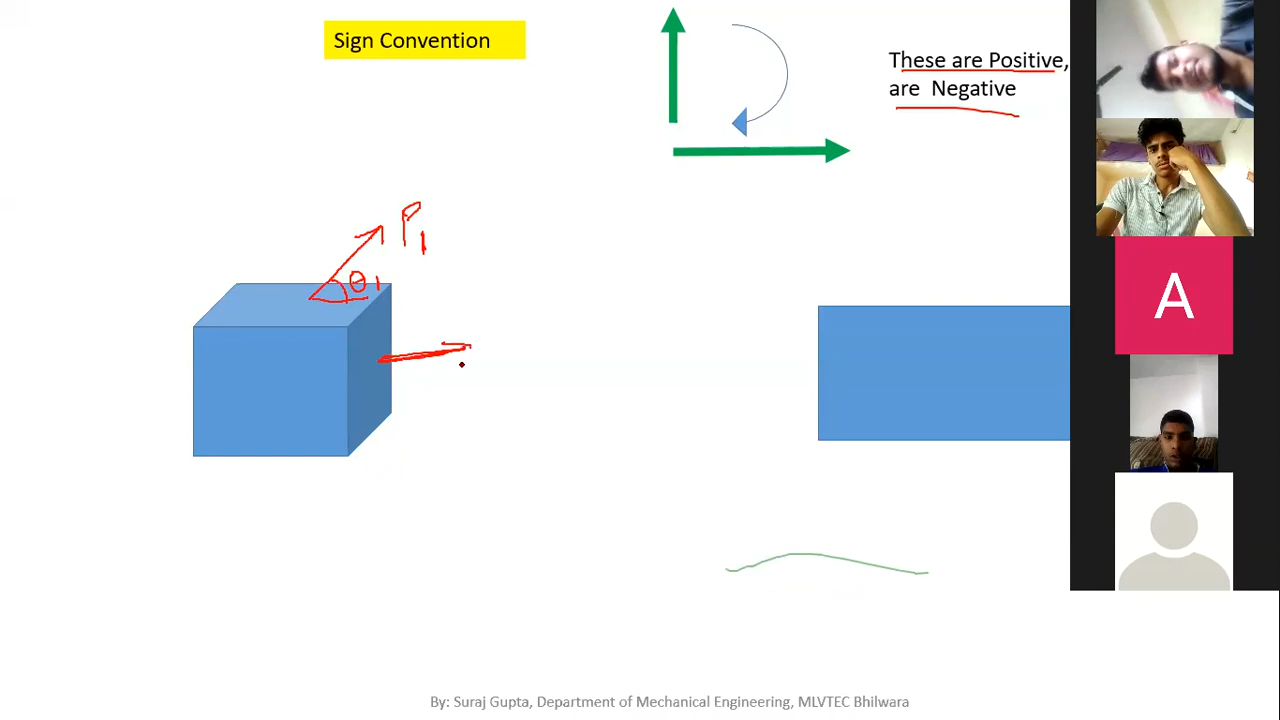 Sign Convention
These are Positive,
are Negative
P1
θ1
A
By: Suraj Gupta, Department of Mechanical Engineering, MLVTEC Bhilwara